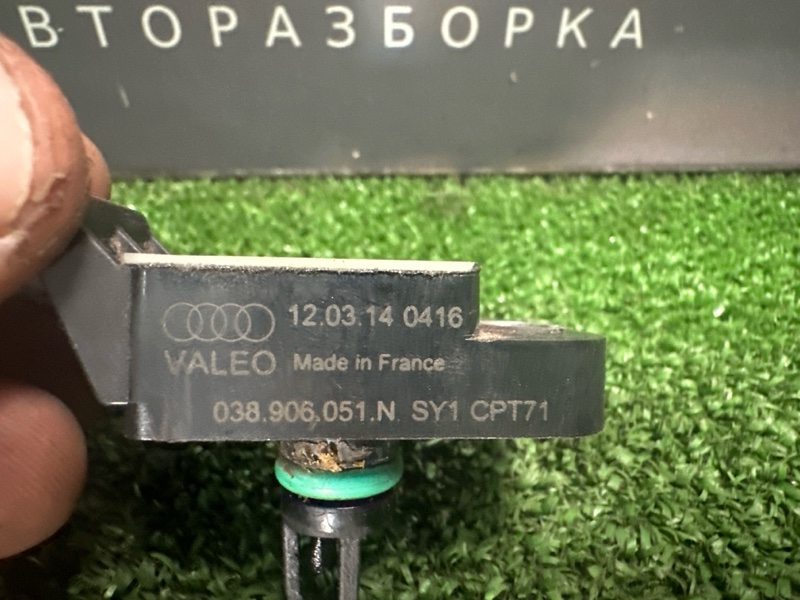 ВТОРАЗБОРКА
12.03.14 0416
VALEO Made in France
038.906.051.N SY1 CPT71